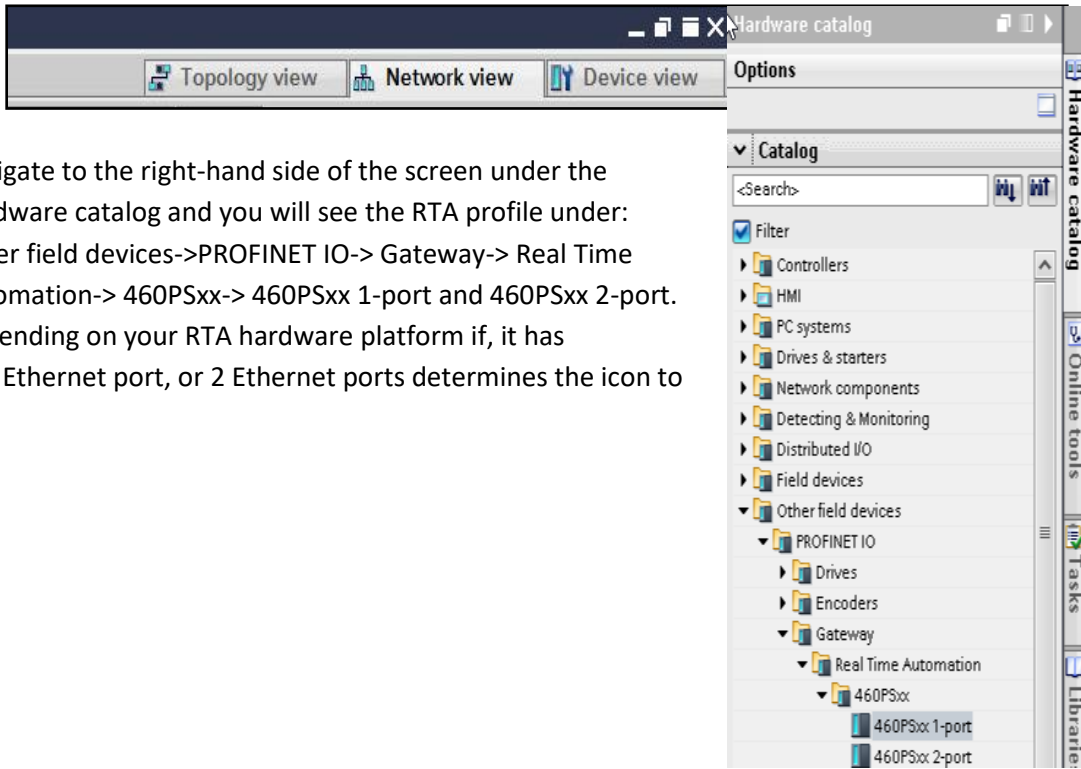 Topology view
Network view
Device view
Hardware catalog
Options
Catalog
<Search>
Filter
Controllers
HMI
PC systems
Drives & starters
Network components
Detecting & Monitoring
Distributed I/O
Field devices
Other field devices
PROFINET IO
Drives
Encoders
Gateway
Real Time Automation
460PSxx
460PSxx 1-port
460PSxx 2-port
Hardware catalog
Online tools
Tasks
Libraries
igate to the right-hand side of the screen under the
dware catalog and you will see the RTA profile under:
er field devices->PROFINET IO-> Gateway-> Real Time
omation-> 460PSxx-> 460PSxx 1-port and 460PSxx 2-port.
ending on your RTA hardware platform if, it has
Ethernet port, or 2 Ethernet ports determines the icon to